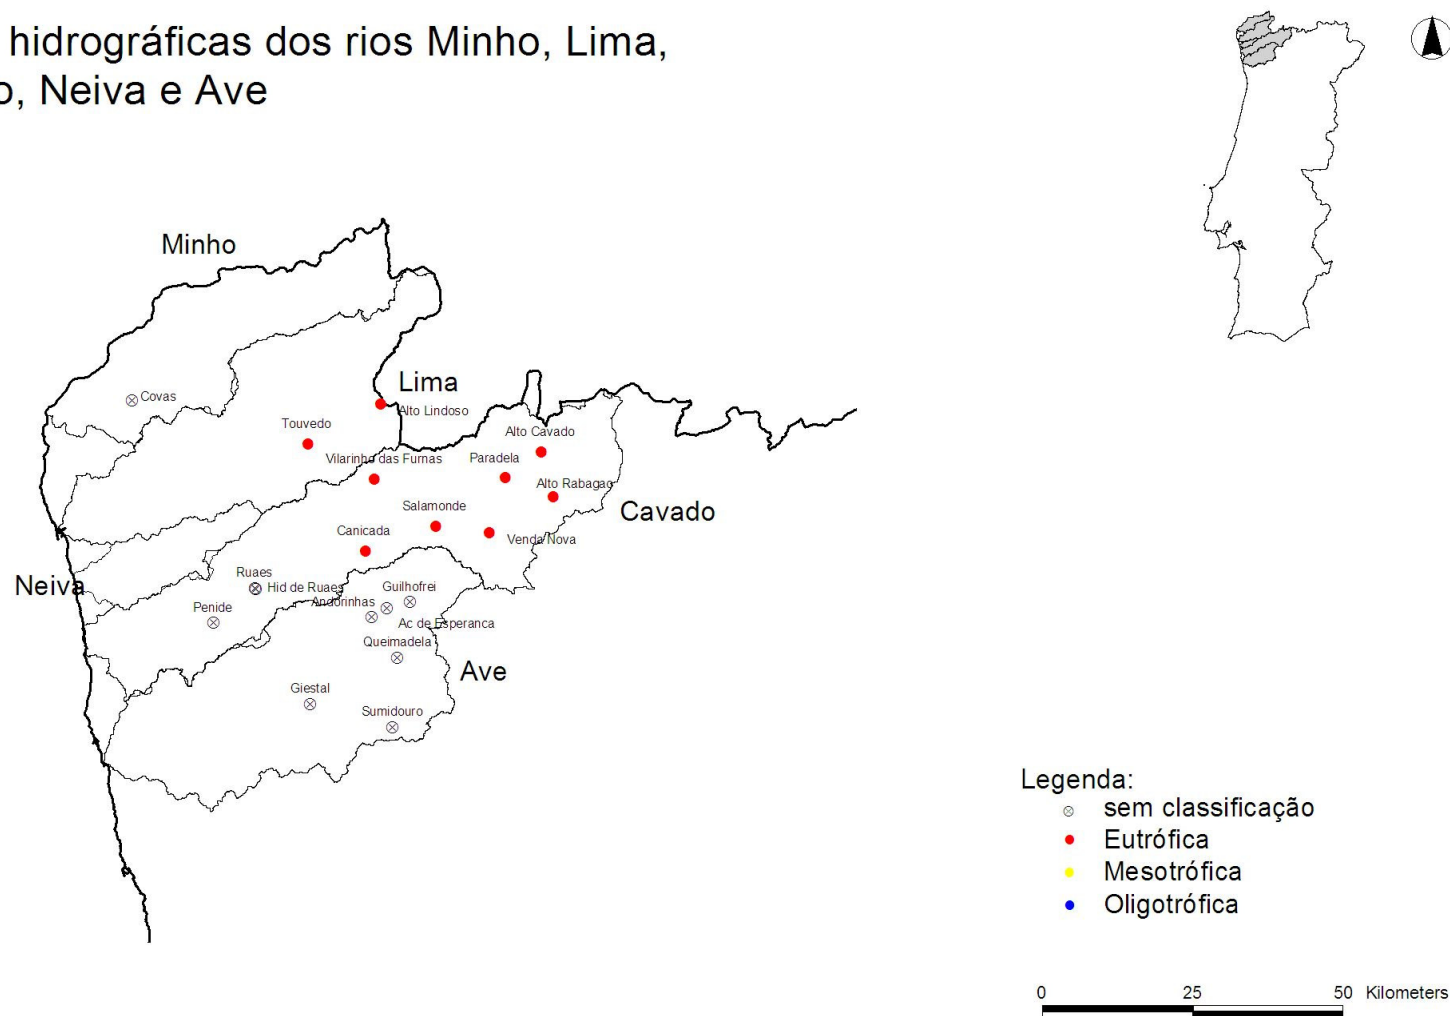 hidrográficas dos rios Minho, Lima,
o, Neiva e Ave
Minho
Covas
Lima
Alto Lindoso
Touvedo
Vilarinho das Furnas
Alto Cavado
Paradela
Alto Rabagao
Salamonde
Cavado
Canicada
Venda Nova
Neiva
Ruaes
Hid de Ruaes
Guilhofrei
Andorinhas
Penide
Ac de Esperanca
Queimadela
Ave
Giestal
Sumidouro
Legenda:
sem classificação
Eutrófica
Mesotrófica
Oligotrófica
0 25 50 Kilometers